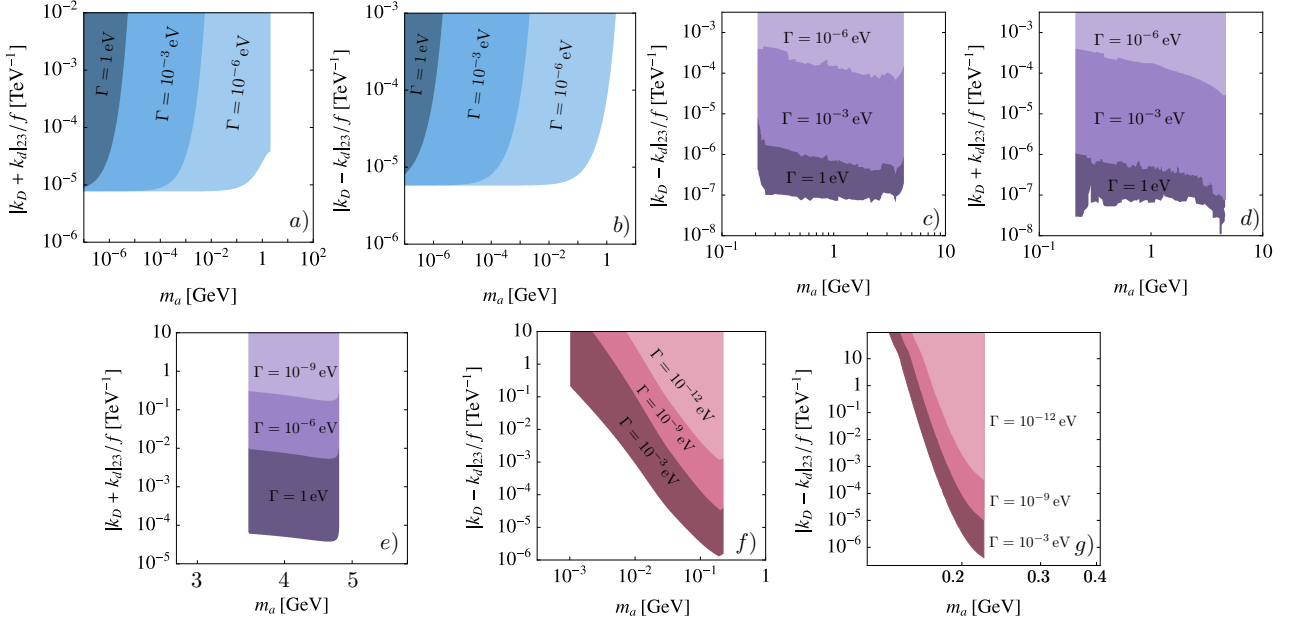 |k_D + k_d|_23/f [TeV⁻¹]
10⁻²
10⁻³
10⁻⁴
10⁻⁵
10⁻⁶
Γ = 1 eV
Γ = 10⁻³ eV
Γ = 10⁻⁶ eV
a)
10⁻⁶ 10⁻⁴ 10⁻² 1 10²
m_a [GeV]
|k_D − k_d|_23/f [TeV⁻¹]
10⁻³
10⁻⁴
10⁻⁵
10⁻⁶
Γ = 1 eV
Γ = 10⁻³ eV
Γ = 10⁻⁶ eV
b)
10⁻⁶ 10⁻⁴ 10⁻² 1
m_a [GeV]
|k_D − k_d|_23/f [TeV⁻¹]
10⁻³
10⁻⁴
10⁻⁵
10⁻⁶
10⁻⁷
10⁻⁸
Γ = 10⁻⁶ eV
Γ = 10⁻³ eV
Γ = 1 eV
c)
10⁻¹ 1 10
m_a [GeV]
|k_D + k_d|_23/f [TeV⁻¹]
10⁻³
10⁻⁴
10⁻⁵
10⁻⁶
10⁻⁷
10⁻⁸
Γ = 10⁻⁶ eV
Γ = 10⁻³ eV
Γ = 1 eV
d)
10⁻¹ 1 10
m_a [GeV]
|k_D + k_d|_23/f [TeV⁻¹]
10
1
10⁻¹
10⁻²
10⁻³
10⁻⁴
10⁻⁵
Γ = 10⁻⁹ eV
Γ = 10⁻⁶ eV
Γ = 1 eV
e)
3 4 5
m_a [GeV]
|k_D − k_d|_23/f [TeV⁻¹]
10
1
10⁻¹
10⁻²
10⁻³
10⁻⁴
10⁻⁵
10⁻⁶
Γ = 10⁻¹² eV
Γ = 10⁻⁹ eV
Γ = 10⁻³ eV
f)
10⁻³ 10⁻² 10⁻¹ 1
m_a [GeV]
|k_D − k_d|_23/f [TeV⁻¹]
10
1
10⁻¹
10⁻²
10⁻³
10⁻⁴
10⁻⁵
10⁻⁶
Γ = 10⁻¹² eV
Γ = 10⁻⁹ eV
Γ = 10⁻³ eV
g)
0.2 0.3 0.4
m_a [GeV]